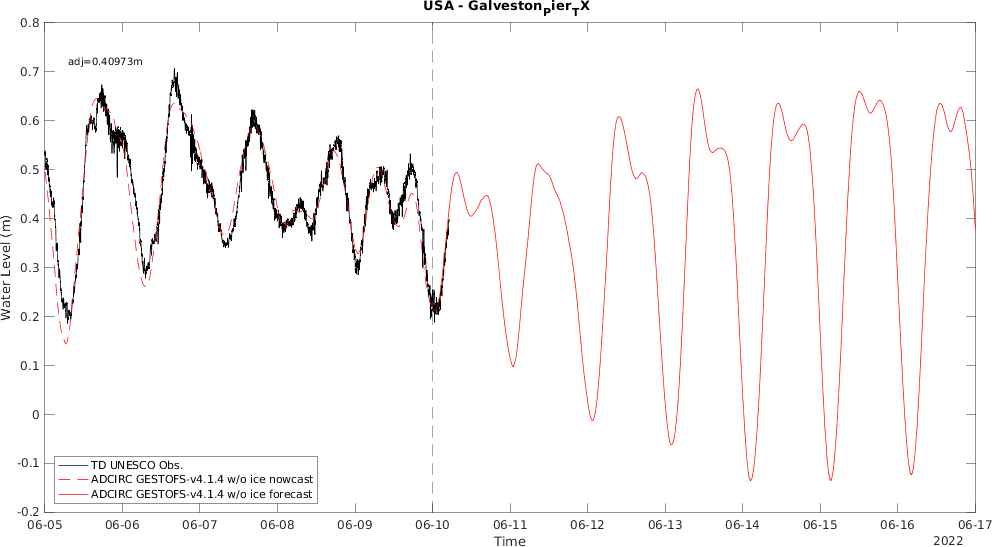 USA - Galveston_Pier_TX
0.8
adj=0.40973m
0.7
0.6
0.5
0.4
0.3
0.2
0.1
0
-0.1
-0.2
Water Level (m)
TD UNESCO Obs.
ADCIRC GESTOFS-v4.1.4 w/o ice nowcast
ADCIRC GESTOFS-v4.1.4 w/o ice forecast
06-05 06-06 06-07 06-08 06-09 06-10 06-11 06-12 06-13 06-14 06-15 06-16 06-17
Time
2022